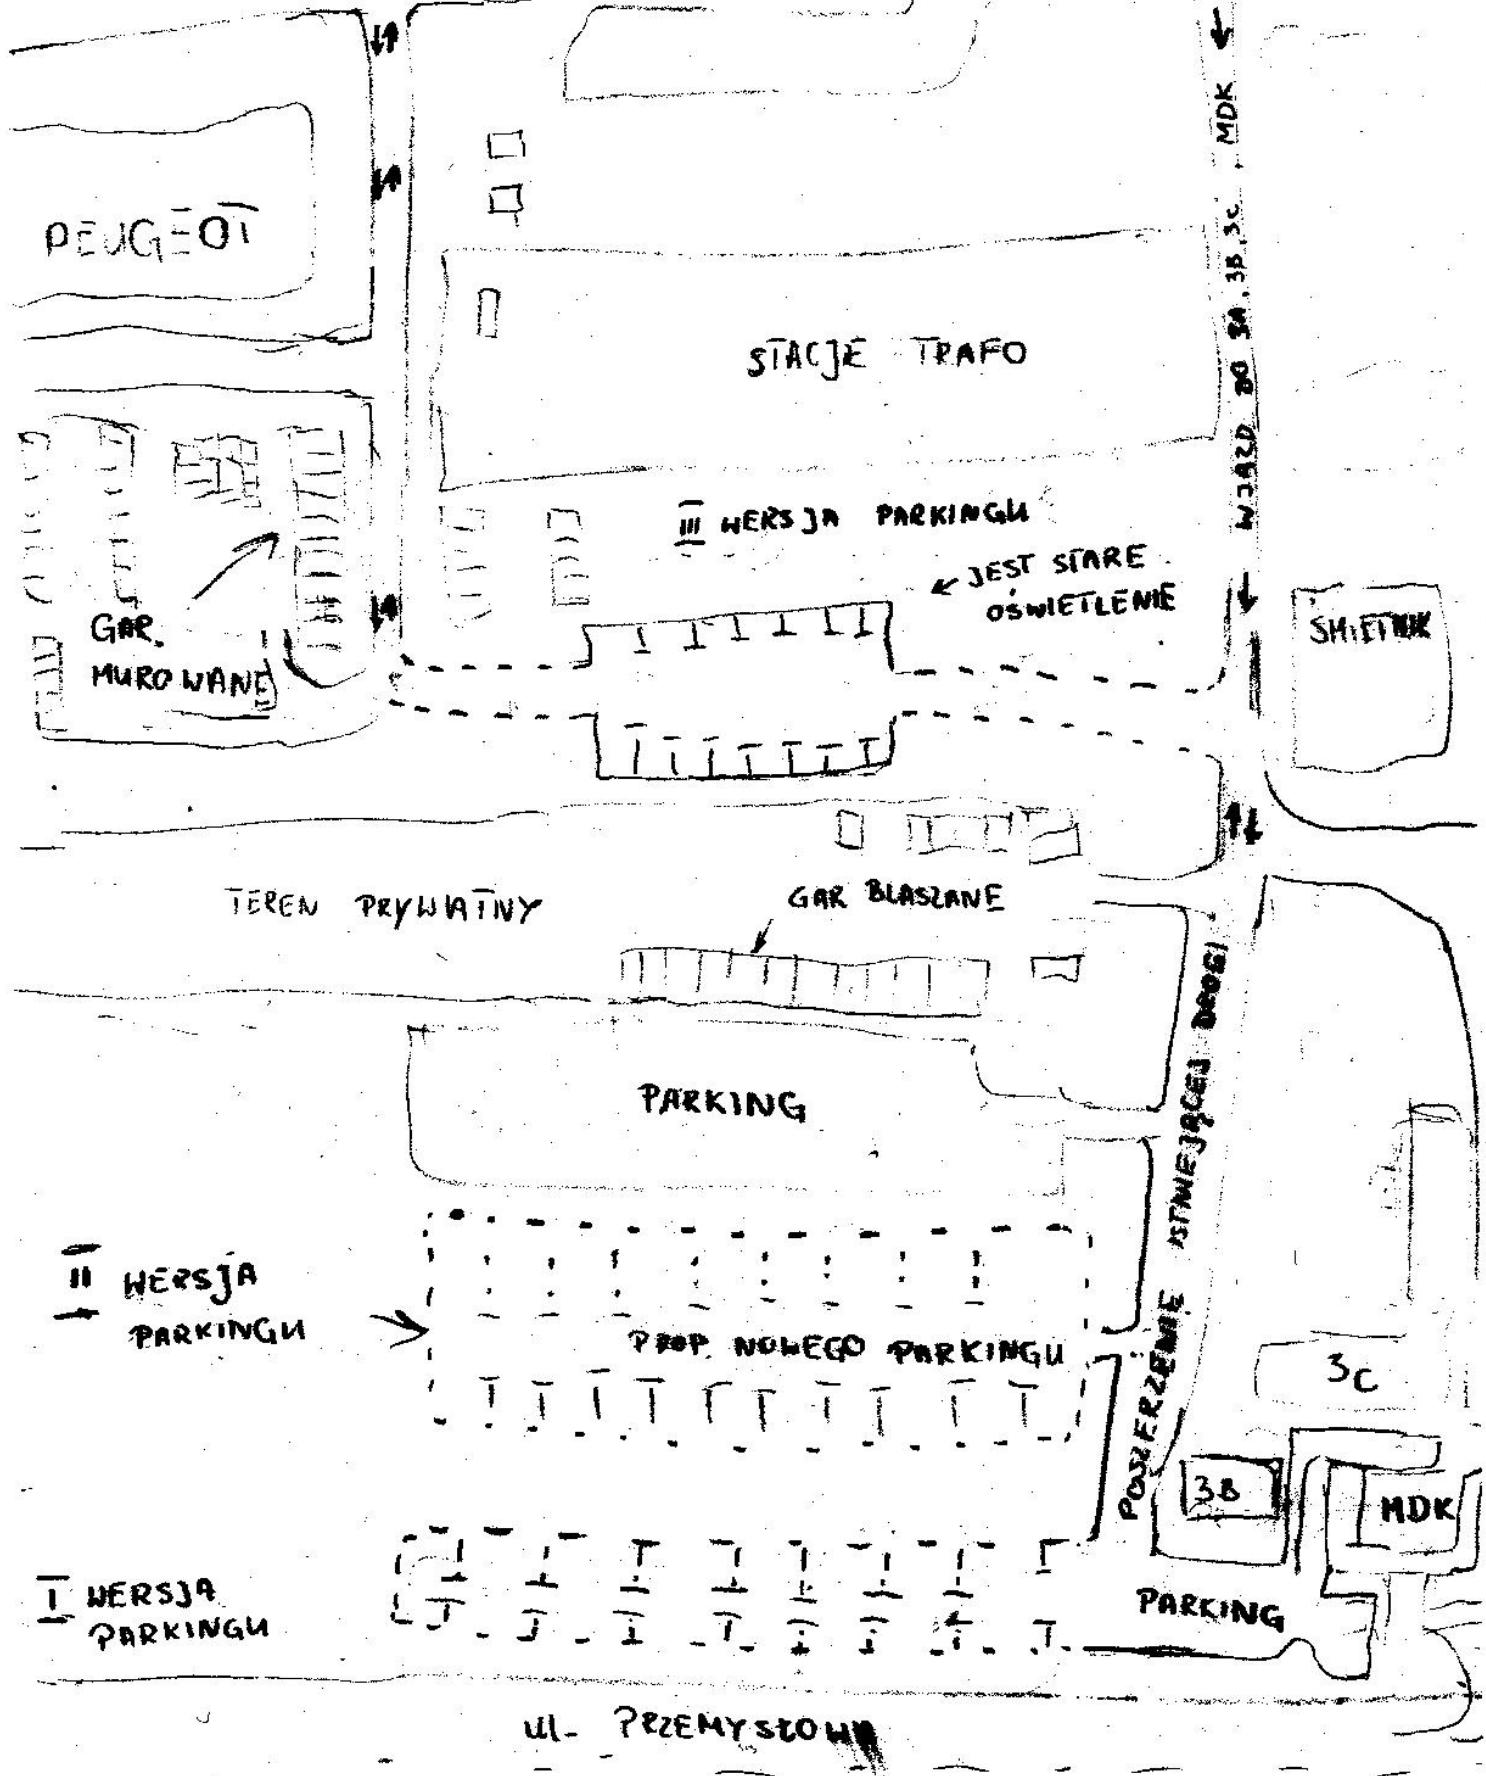 MDK
WJAZD DO 3A, 3B, 3C,
PEUGEOT
STACJE TRAFO
III WERSJA PARKINGU
JEST STARE
OŚWIETLENIE
ŚMIETNIK
GAR.
MUROWANE
TEREN PRYWATNY
GAR BLASZANE
PARKING
POSZERZENIE ISTNIEJĄCEJ DROGI
II WERSJA
PARKINGU
PROP. NOWEGO PARKINGU
3C
3B
MDK
I WERSJA
PARKINGU
PARKING
ul. PRZEMYSŁOWA